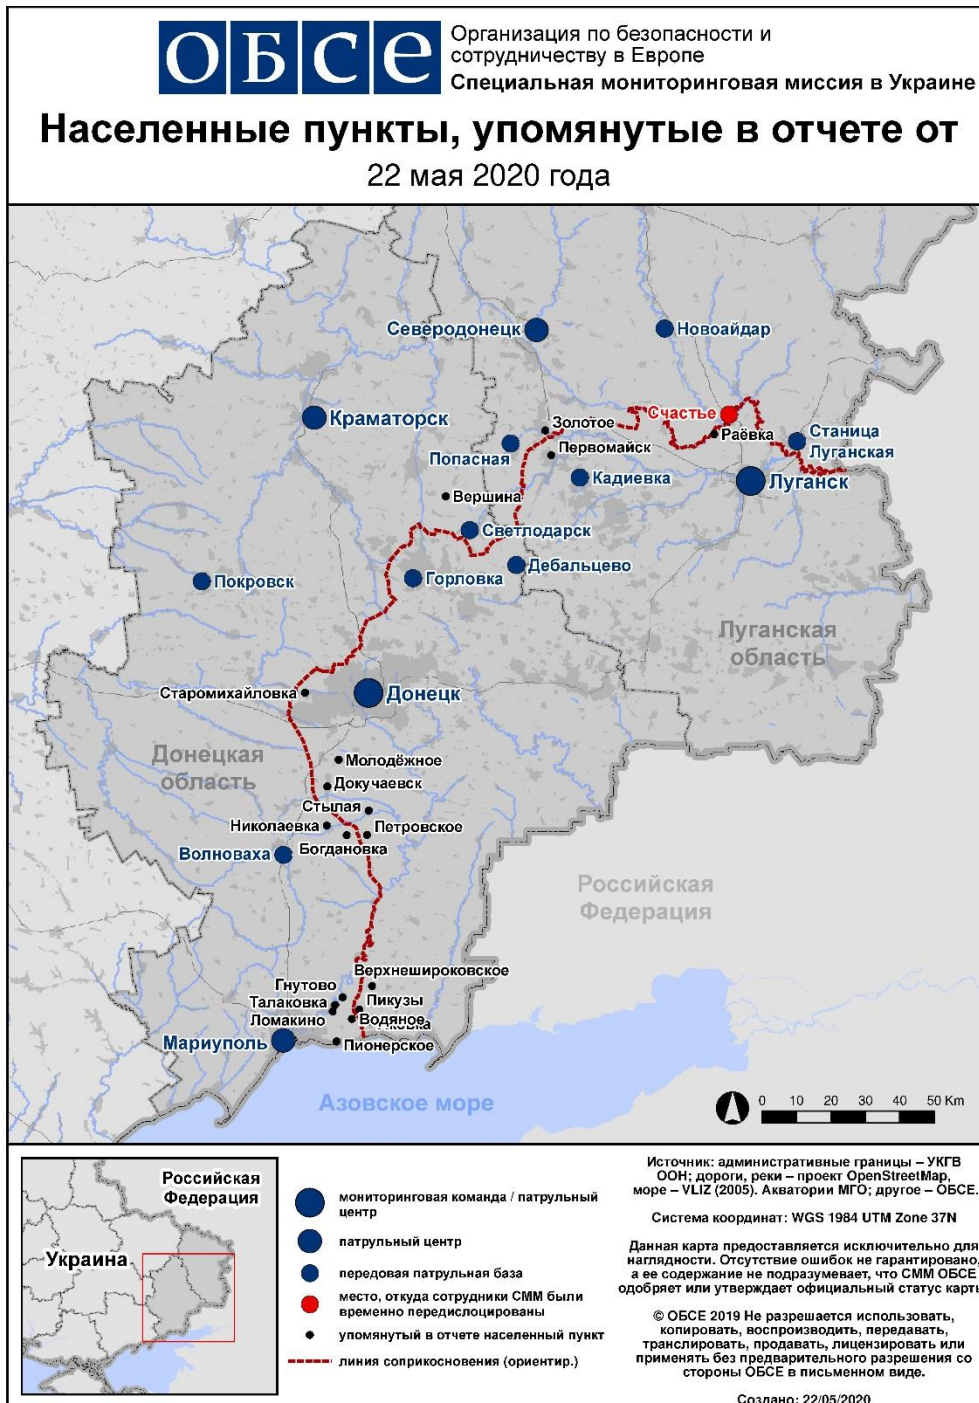 ОБСЕ
Организация по безопасности и
сотрудничеству в Европе
Специальная мониторинговая миссия в Украине
Населенные пункты, упомянутые в отчете от
22 мая 2020 года
Северодонецк
Новоайдар
Краматорск
Счастье
Золотое
Раёвка
Станица
Луганская
Попасная
Первомайск
Кадиевка
Луганск
Вершина
Светлодарск
Дебальцево
Покровск
Горловка
Луганская
область
Старомихайловка
Донецк
Донецкая
область
Молодёжное
Докучаевск
Стылая
Николаевка
Петровское
Богдановка
Волноваха
Российская
Федерация
Верхнешироковское
Гнутово
Талаковка
Пикузы
Ломакино
Водяное
Мариуполь
Пионерское
Азовское море
0 10 20 30 40 50 Km
Российская
Федерация
Украина
мониторинговая команда / патрульный
центр
патрульный центр
передовая патрульная база
место, откуда сотрудники СММ были
временно передислоцированы
упомянутый в отчете населенный пункт
линия соприкосновения (ориентир.)
Источник: административные границы – УКГВ
ООН; дороги, реки – проект OpenStreetMap,
море – VLIZ (2005). Акватории МГО; другое – ОБСЕ.
Система координат: WGS 1984 UTM Zone 37N
Данная карта предоставляется исключительно для
наглядности. Отсутствие ошибок не гарантировано,
а ее содержание не подразумевает, что СММ ОБСЕ
одобряет или утверждает официальный статус карты
© ОБСЕ 2019 Не разрешается использовать,
копировать, воспроизводить, передавать,
транслировать, продавать, лицензировать или
применять без предварительного разрешения со
стороны ОБСЕ в письменном виде.
Создано: 22/05/2020